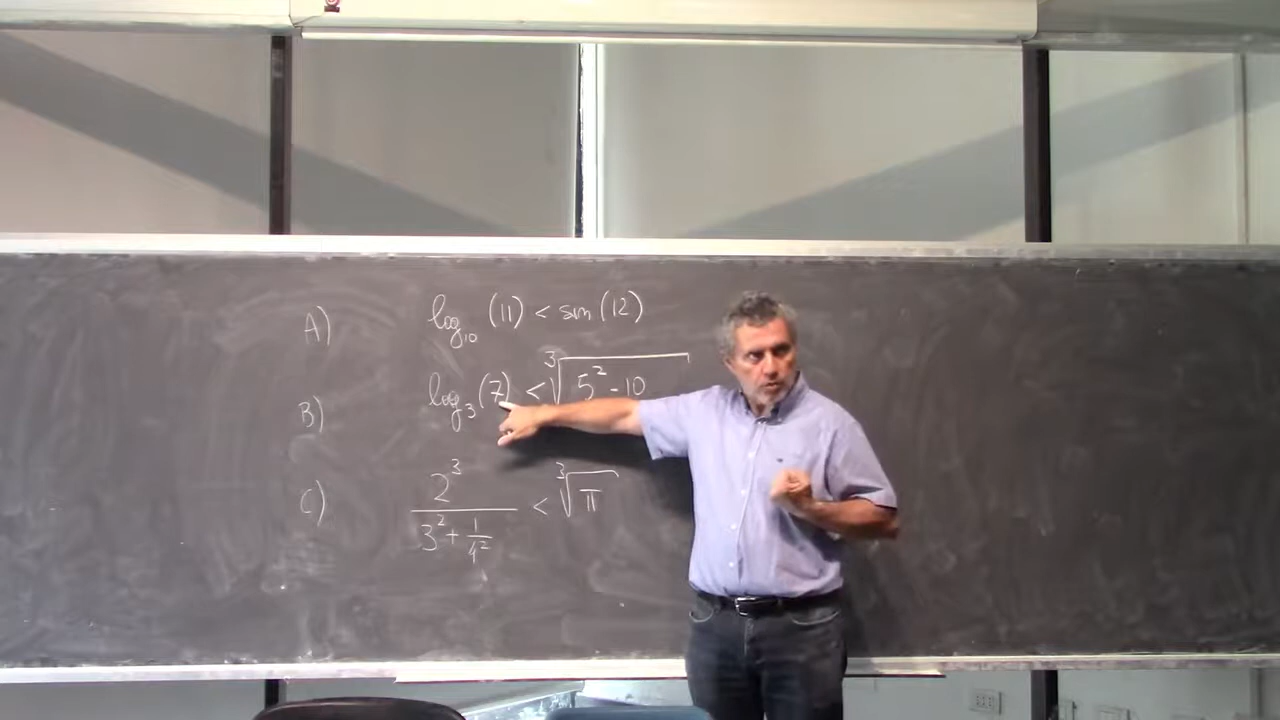 A) log₁₀ (11) < sin (12)
B) log₃ (7) < ∛(5² - 10)
C) 2³ / (3² + 1/4²) < ∛π